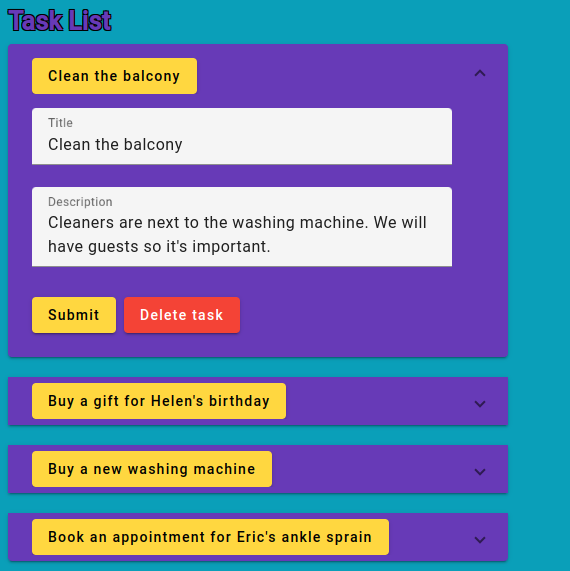 Task List
Clean the balcony
Title
Clean the balcony
Description
Cleaners are next to the washing machine. We will
have guests so it's important.
Submit Delete task
Buy a gift for Helen's birthday
Buy a new washing machine
Book an appointment for Eric's ankle sprain